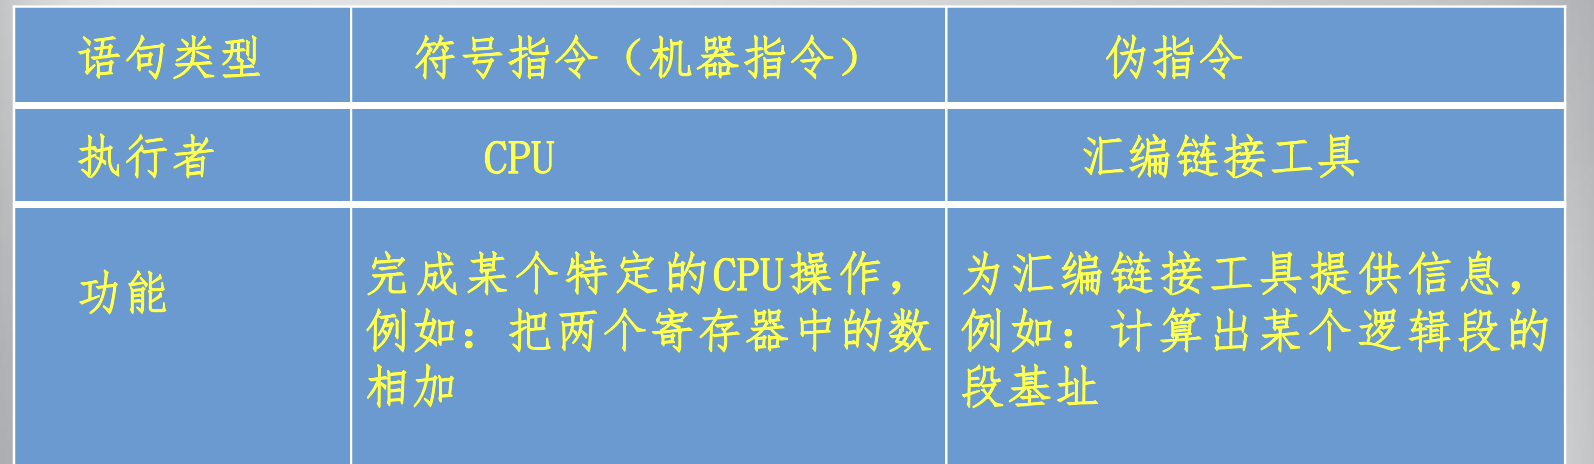 语句类型
符号指令（机器指令）
伪指令
执行者
CPU
汇编链接工具
功能
完成某个特定的CPU操作，
例如：把两个寄存器中的数
相加
为汇编链接工具提供信息，
例如：计算出某个逻辑段的
段基址